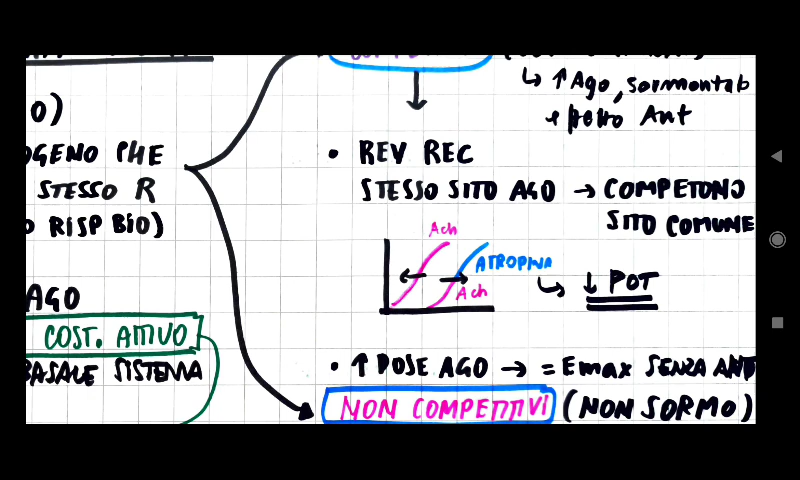 ↳ ↑ Ago, sormontab
effetto Ant
O)
OGENO CHE
STESSO R
O RISP BIO)
AGO
COST. ATTIVO
BASALE SISTEMA
• REV REC
STESSO SITO AGO → COMPETONO
SITO COMUNE
Ach
ATROPINA
Ach
↳ ↓ POT
• ↑ DOSE AGO → = Emax SENZA ANT
NON COMPETITIVI (NON SORMO)